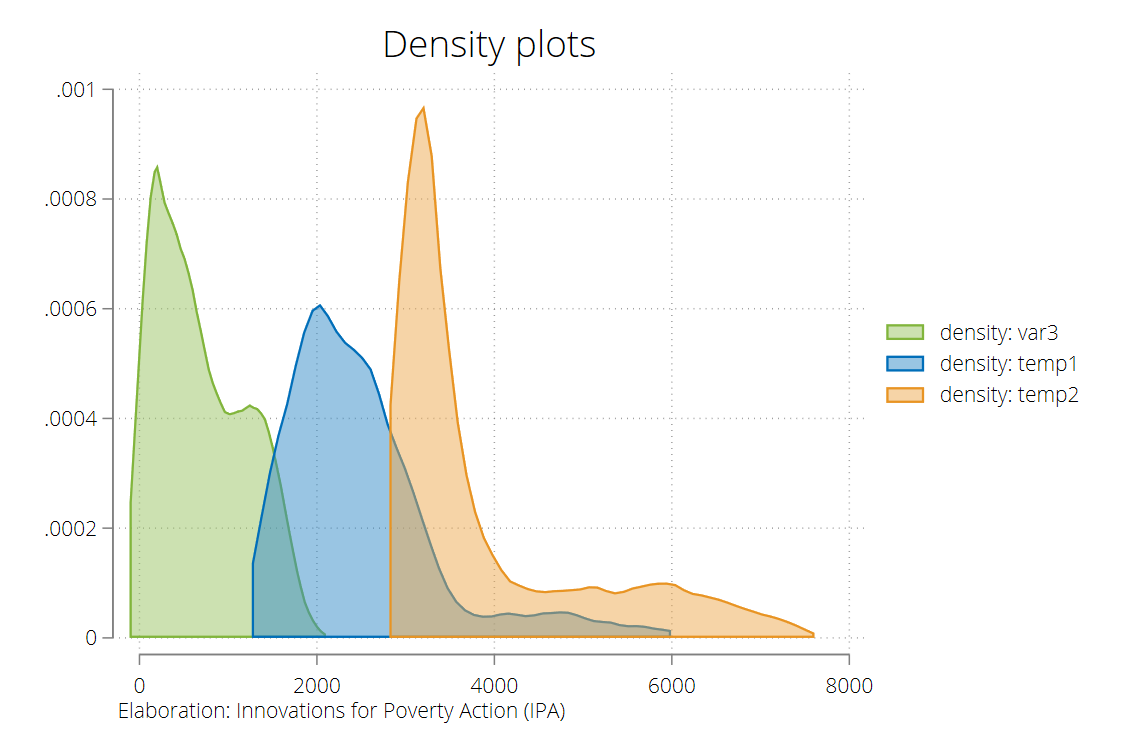 Density plots
.001
.0008
.0006
.0004
.0002
0
0 2000 4000 6000 8000
density: var3
density: temp1
density: temp2
Elaboration: Innovations for Poverty Action (IPA)